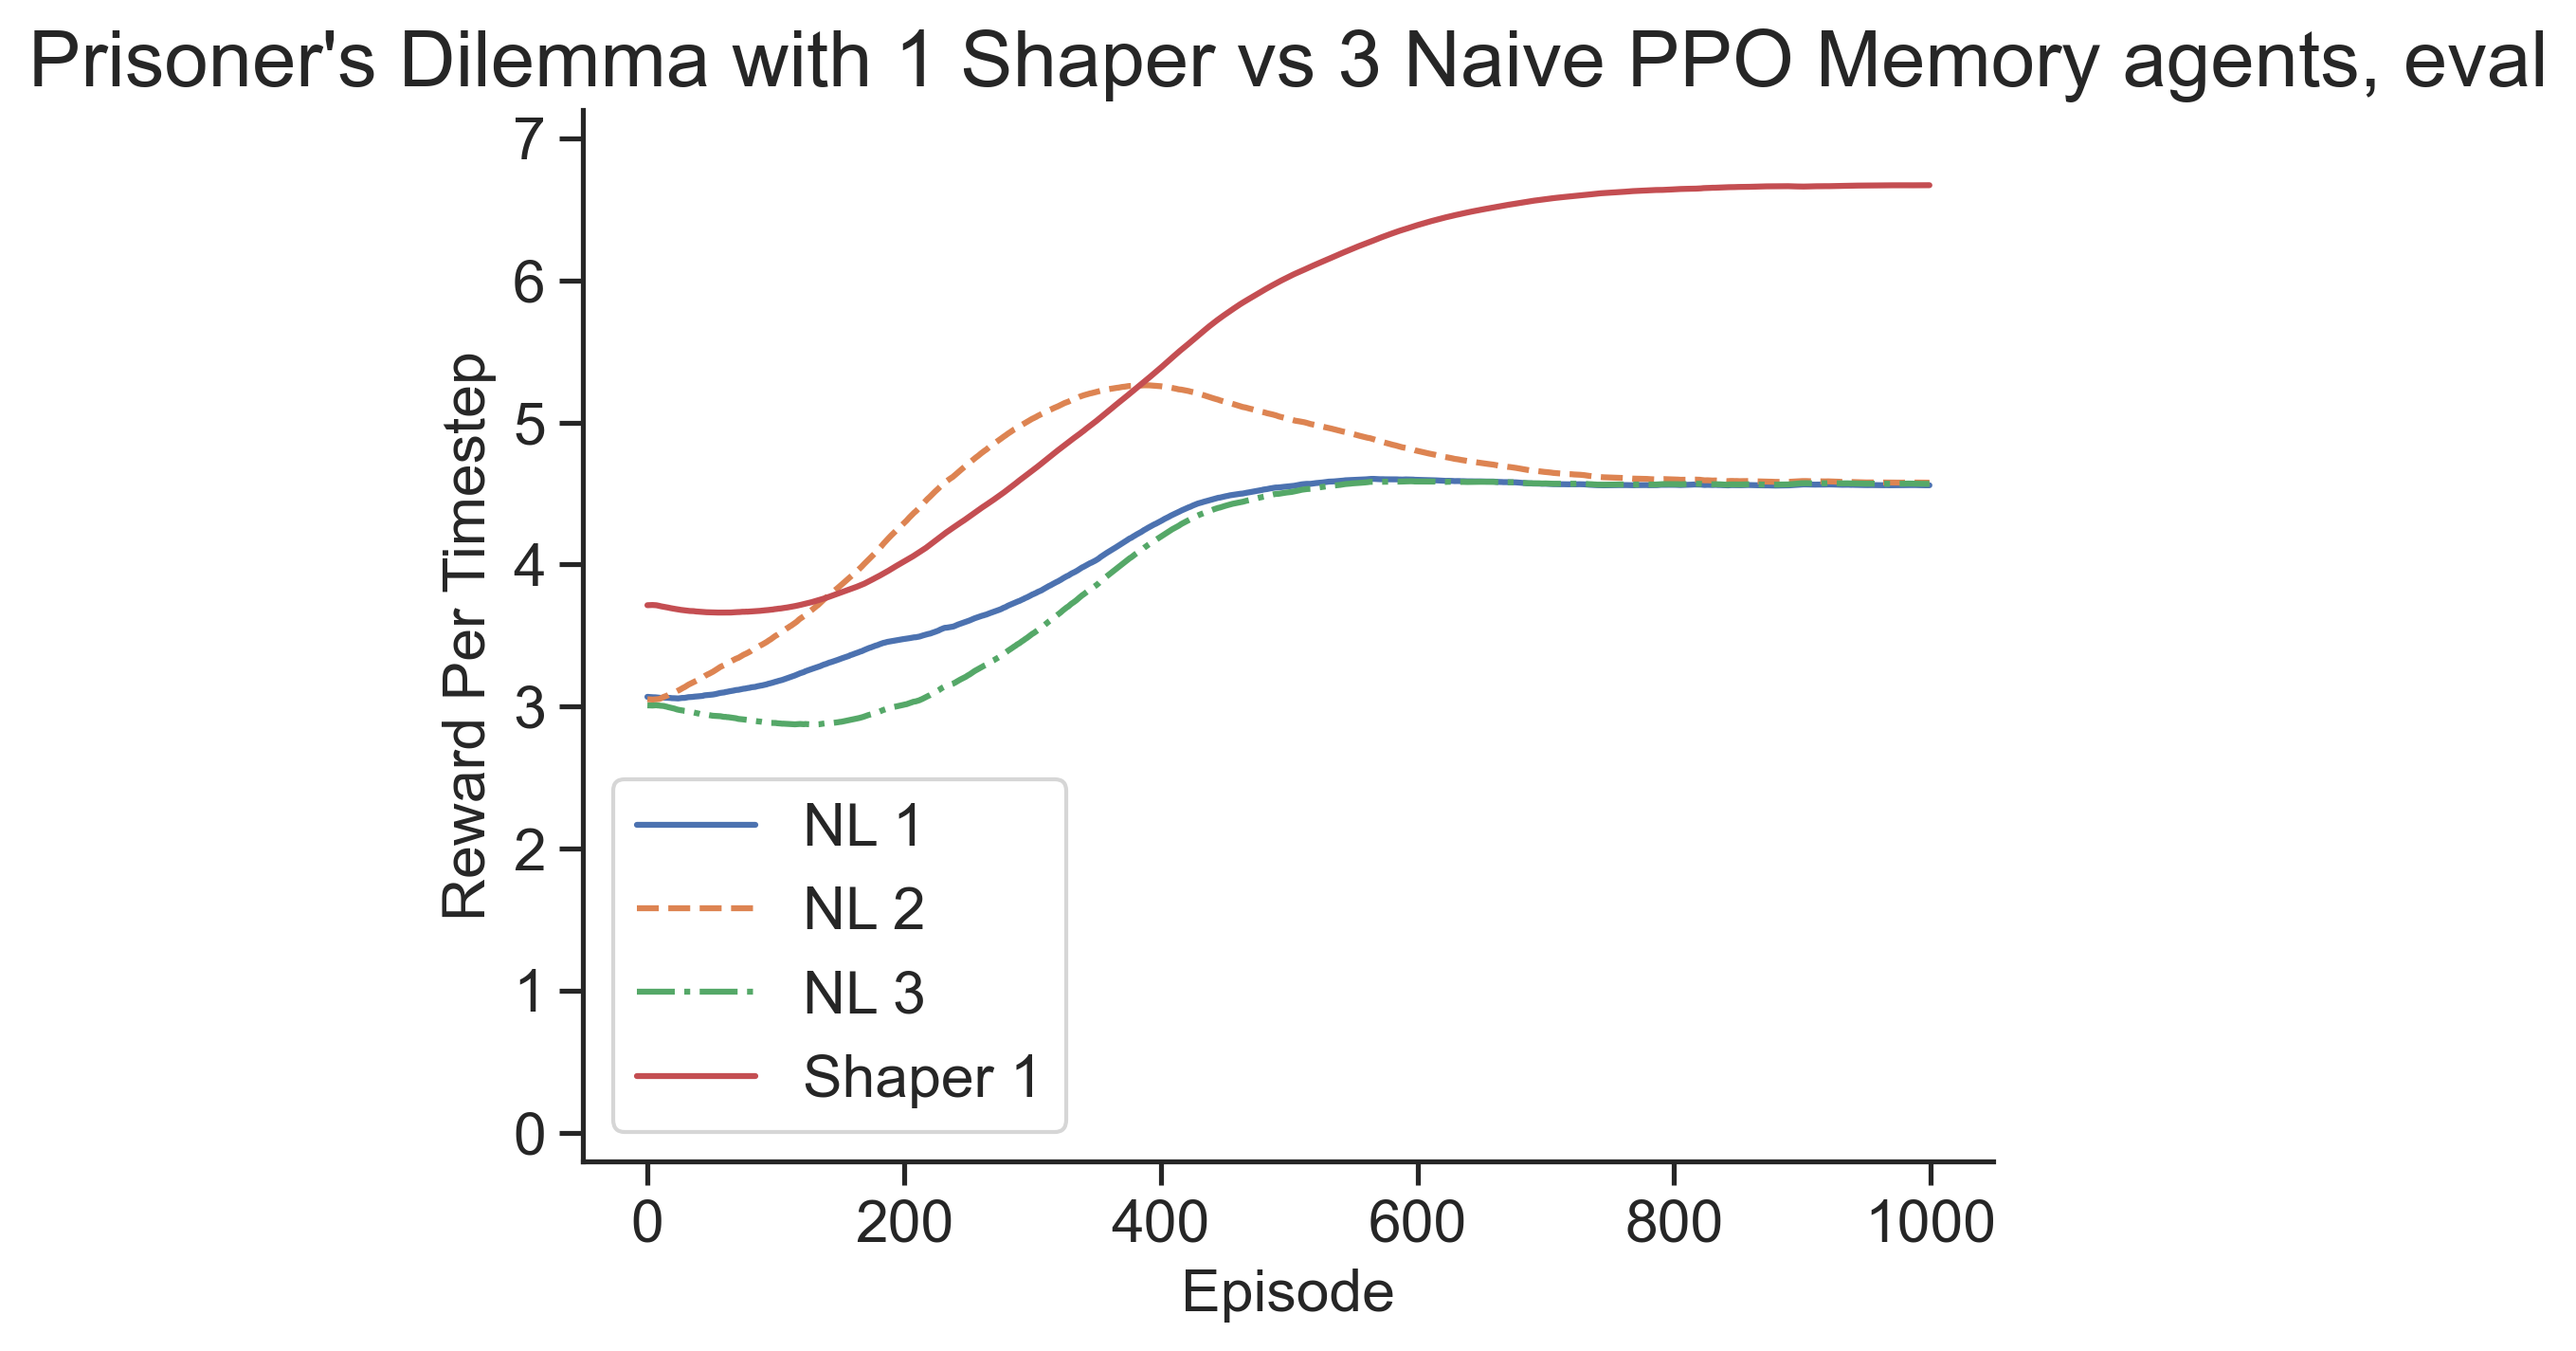 Prisoner's Dilemma with 1 Shaper vs 3 Naive PPO Memory agents, eval
7
6
5
4
3
2
1
0
Reward Per Timestep
NL 1
NL 2
NL 3
Shaper 1
0 200 400 600 800 1000
Episode